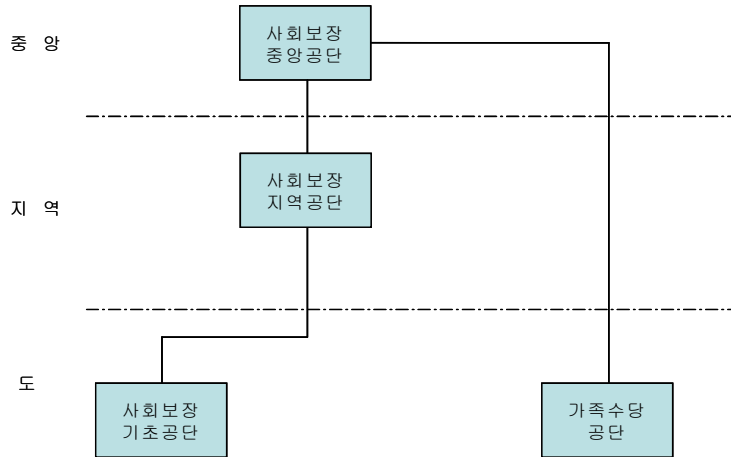 중 앙
사회보장
중앙공단
지 역
사회보장
지역공단
도
사회보장
기초공단
가족수당
공단